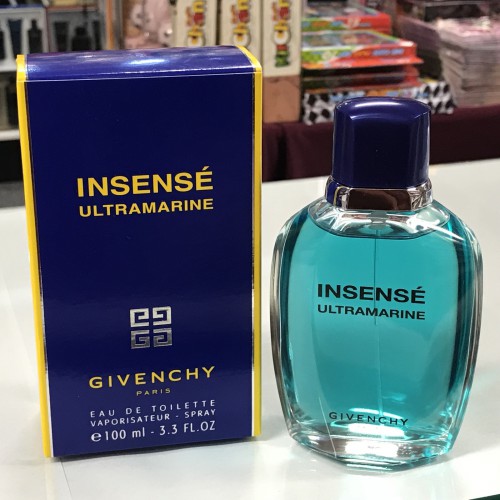 INSENSÉ
ULTRAMARINE
GIVENCHY
PARIS
EAU DE TOILETTE
VAPORISATEUR - SPRAY
e 100 ml - 3.3 FL.OZ
INSENSÉ
ULTRAMARINE
GIVENCHY